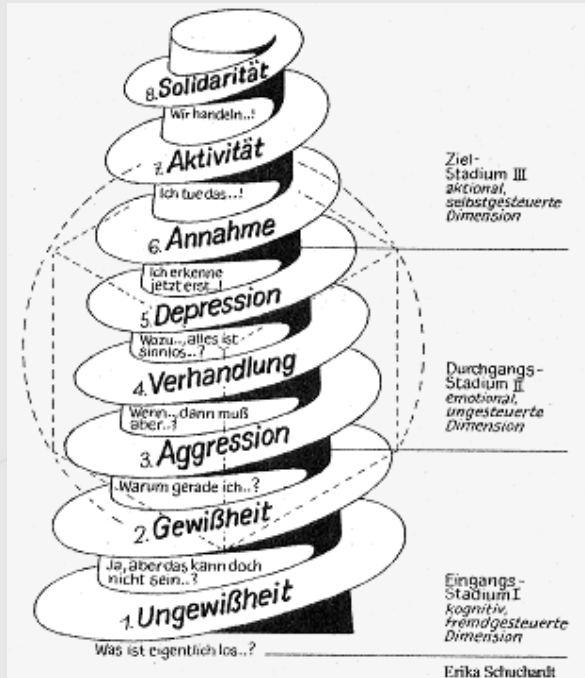 8. Solidarität
Wir handeln..!
7. Aktivität
Ich tue das..!
6. Annahme
Ich erkenne
jetzt erst..!
5. Depression
Wozu.., alles ist
sinnlos..?
4. Verhandlung
Wenn.., dann muß
aber..?
3. Aggression
Warum gerade ich..?
2. Gewißheit
Ja, aber das kann doch
nicht sein..?
1. Ungewißheit
Was ist eigentlich los..?
Ziel-
Stadium III
aktional,
selbstgesteuerte
Dimension
Durchgangs-
Stadium II
emotional,
ungesteuerte
Dimension
Eingangs-
Stadium I
kognitiv,
fremdgesteuerte
Dimension
Erika Schuchardt